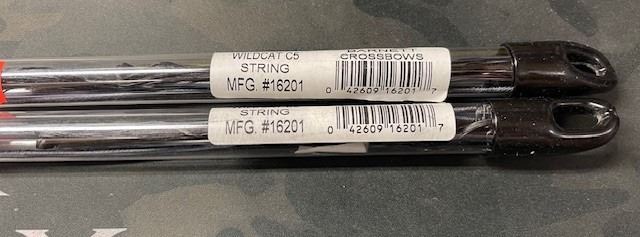 WILDCAT C5
STRING
MFG. #16201
BARNETT
CROSSBOWS
0 42609 16201 7
STRING
MFG. #16201
0 42609 16201 7